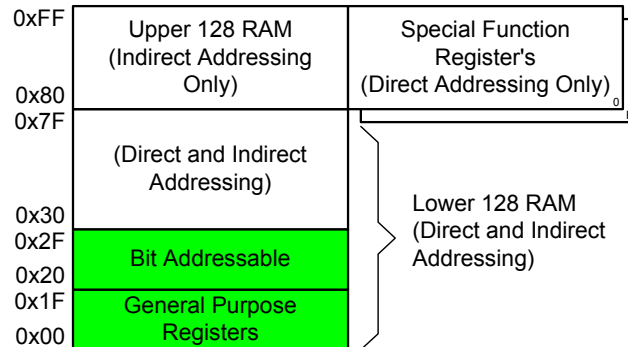 0xFF
Upper 128 RAM
(Indirect Addressing
Only)
Special Function
Register's
(Direct Addressing Only)
0
0x80
0x7F
(Direct and Indirect
Addressing)
0x30
Lower 128 RAM
(Direct and Indirect
Addressing)
0x2F
Bit Addressable
0x20
0x1F
General Purpose
Registers
0x00